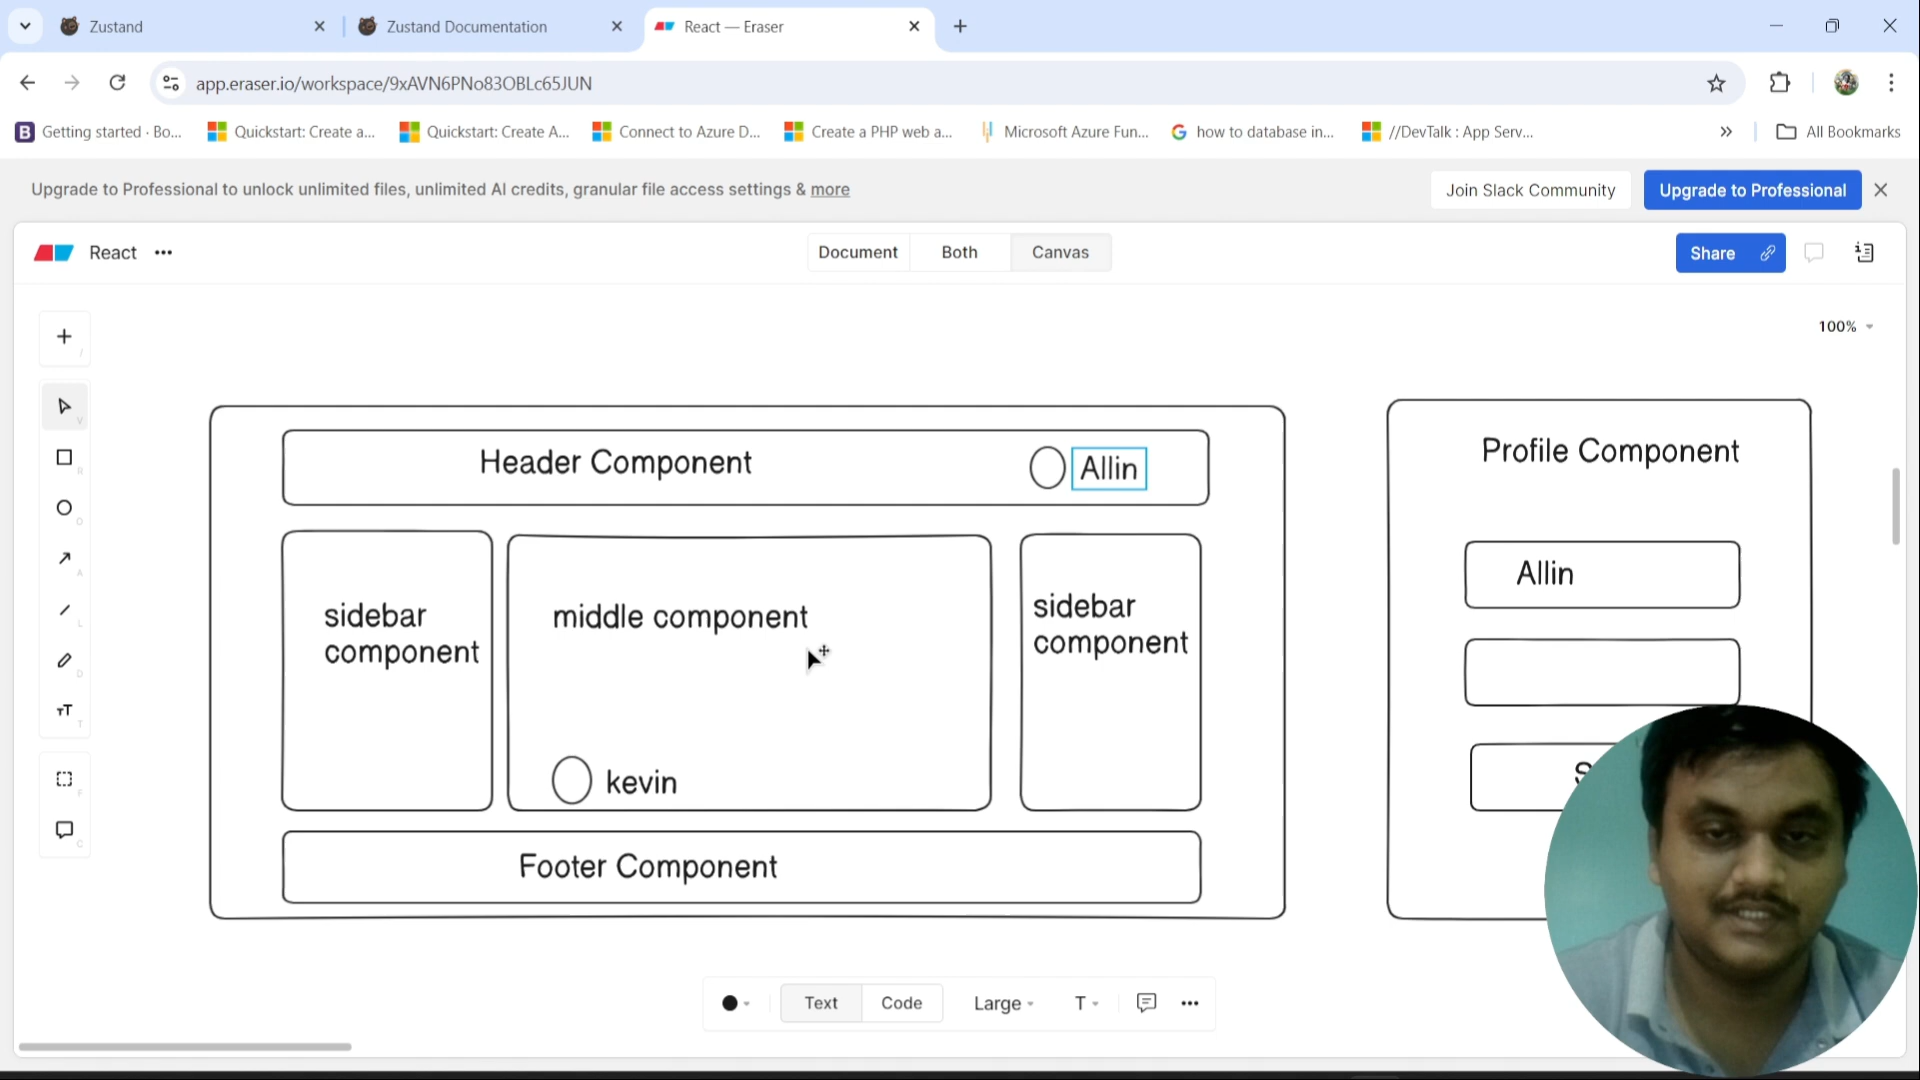 Zustand
Zustand Documentation
React — Eraser
app.eraser.io/workspace/9xAVN6PNo83OBLc65JUN
Getting started · Bo...
Quickstart: Create a...
Quickstart: Create A...
Connect to Azure D...
Create a PHP web a...
Microsoft Azure Fun...
how to database in...
//DevTalk : App Serv...
All Bookmarks
Upgrade to Professional to unlock unlimited files, unlimited AI credits, granular file access settings & more
Join Slack Community
Upgrade to Professional
React
Document
Both
Canvas
Share
100%
Header Component
Allin
Profile Component
sidebar
component
middle component
sidebar
component
Allin
kevin
Footer Component
Text
Code
Large
T